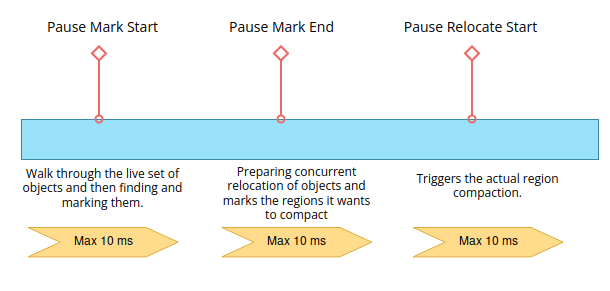 Pause Mark Start
Pause Mark End
Pause Relocate Start
Walk through the live set of
objects and then finding and
marking them.
Preparing concurrent
relocation of objects and
marks the regions it wants
to compact
Triggers the actual region
compaction.
Max 10 ms
Max 10 ms
Max 10 ms